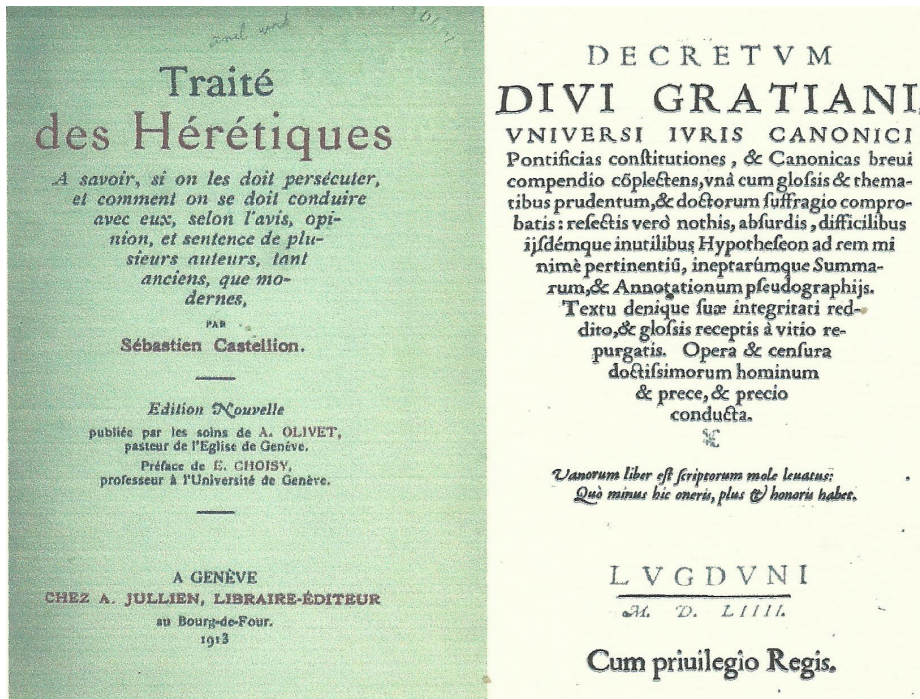 Traité
des Hérétiques
A savoir, si on les doit persécuter,
et comment on se doit conduire
avec eux, selon l'avis, opi-
nion, et sentence de plu-
sieurs auteurs, tant
anciens, que mo-
dernes,
PAR
Sébastien Castellion.
Edition Nouvelle
publiée par les soins de A. OLIVET,
pasteur de l'Eglise de Genève.
Préface de E. CHOISY,
professeur à l'Université de Genève.
A GENÈVE
CHEZ A. JULLIEN, LIBRAIRE-ÉDITEUR
au Bourg-de-Four.
1913
DECRETVM
DIVI GRATIANI,
VNIVERSI IVRIS CANONICI
Pontificias conſtitutiones, & Canonicas breui
compendio cõplectens, vnà cum gloſsis & thema-
tibus prudentum, & doctorum ſuffragio compro-
batis: reſectis verò nothis, abſurdis, difficilibus
ijſdémque inutilibus Hypotheſeon ad rem mi
nimè pertinentiũ, ineptarúmque Summa-
rum, & Annotationum pſeudographijs.
Textu denique ſuæ integritati red-
dito, & gloſsis receptis à vitio re-
purgatis. Opera & cenſura
doctiſsimorum hominum
& prece, & precio
conducta.
Vanorum liber eſt ſcriptorum mole leuatus:
Quò minus hic oneris, plus & honoris habet.
LVGDVNI
M. D. LIIII.
Cum priuilegio Regis.